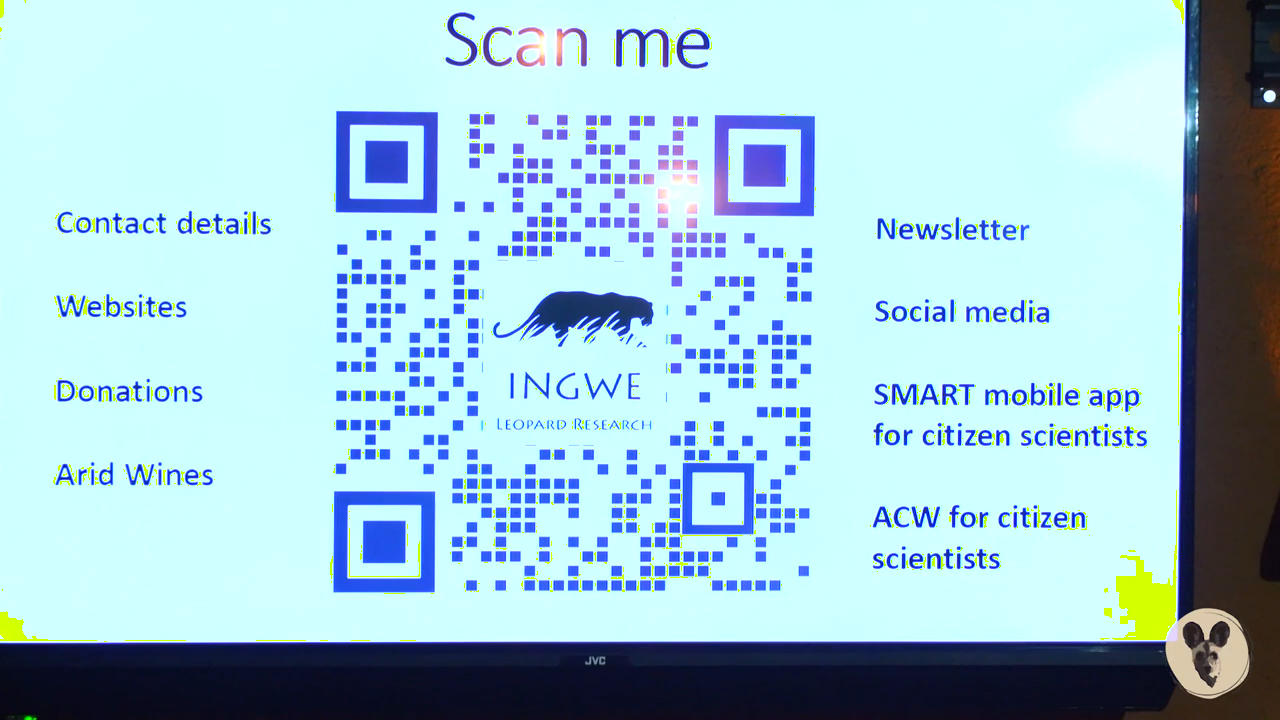 Scan me
Contact details
Websites
Donations
Arid Wines
INGWE
LEOPARD RESEARCH
Newsletter
Social media
SMART mobile app
for citizen scientists
ACW for citizen
scientists
JVC